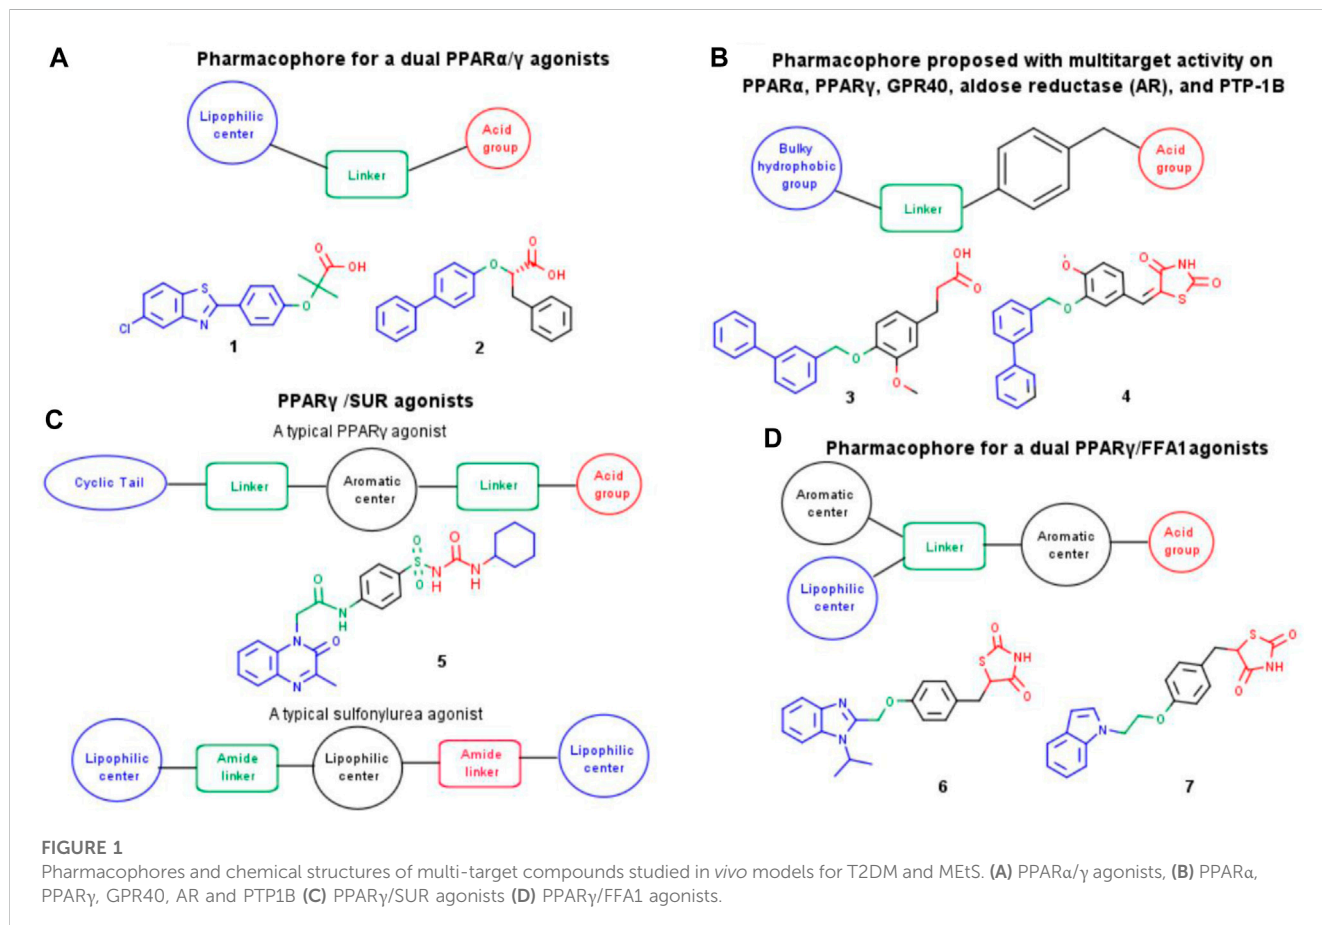 A
Pharmacophore for a dual PPARα/γ agonists
Lipophilic
center
Linker
Acid
group
Cl
S
N
O
O
OH
1
O
O
OH
2
B
Pharmacophore proposed with multitarget activity on
PPARα, PPARγ, GPR40, aldose reductase (AR), and PTP-1B
Bulky
hydrophobic
group
Linker
Acid
group
O
OH
O
O
3
O
O
O
NH
O
S
4
C
PPARγ /SUR agonists
A typical PPARγ agonist
Cyclic Tail
Linker
Aromatic
center
Linker
Acid
group
O
N
H
O
S
O
N
H
O
N
H
N
O
N
5
A typical sulfonylurea agonist
Lipophilic
center
Amide
linker
Lipophilic
center
Amide
linker
Lipophilic
center
D
Pharmacophore for a dual PPARγ/FFA1agonists
Aromatic
center
Lipophilic
center
Linker
Aromatic
center
Acid
group
N
N
O
S
O
NH
O
6
N
O
S
O
NH
O
7
FIGURE 1
Pharmacophores and chemical structures of multi-target compounds studied in vivo models for T2DM and MEtS. (A) PPARα/γ agonists, (B) PPARα,
PPARγ, GPR40, AR and PTP1B (C) PPARγ/SUR agonists (D) PPARγ/FFA1 agonists.